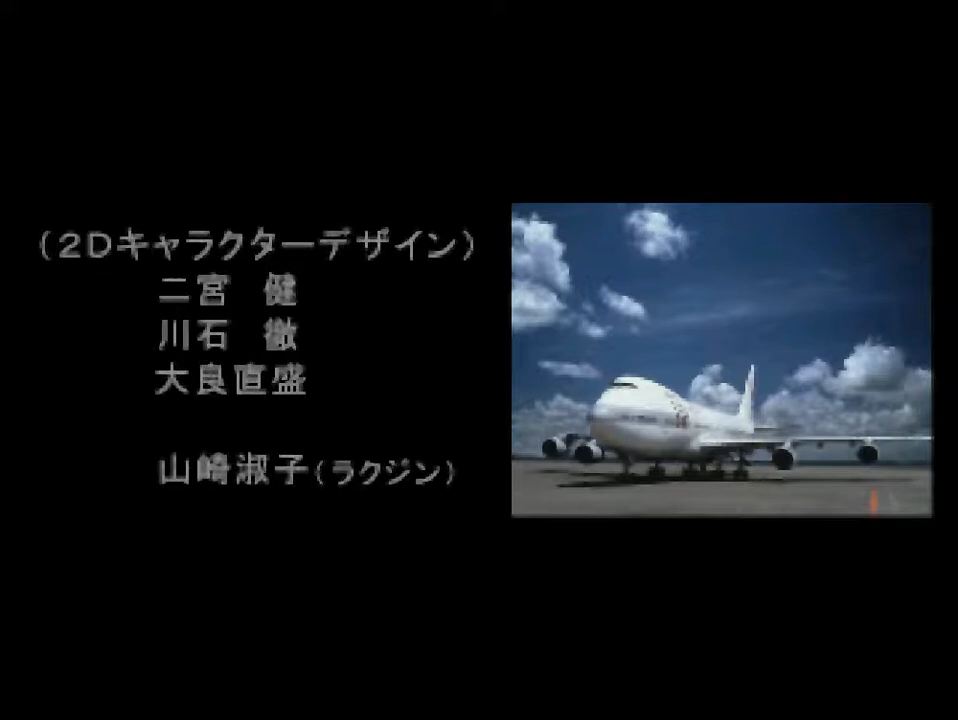 （２Ｄキャラクターデザイン）
二宮　健
川石　徹
大良直盛
山崎淑子（ラクジン）